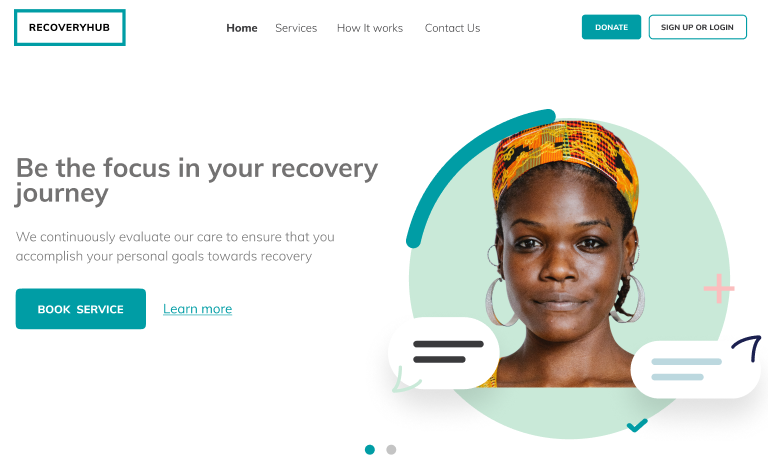 RECOVERYHUB
Home Services How It works Contact Us
DONATE
SIGN UP OR LOGIN
Be the focus in your recovery
journey
We continuously evaluate our care to ensure that you
accomplish your personal goals towards recovery
BOOK SERVICE
Learn more